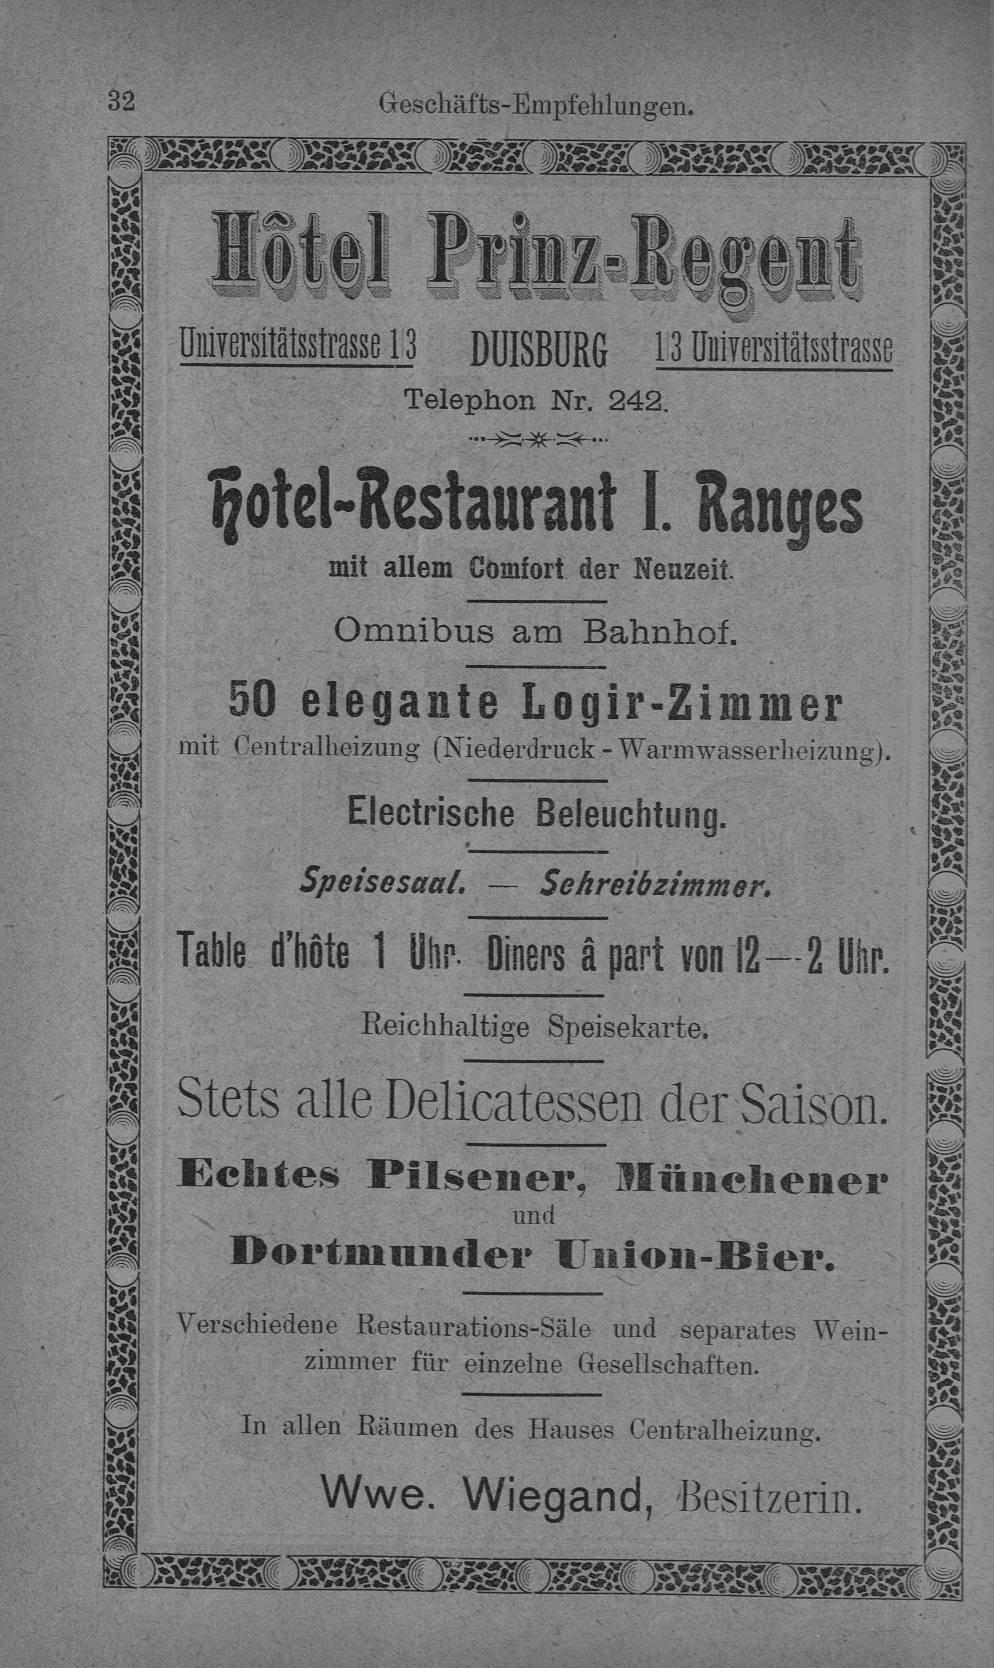 32
Geschäfts-Empfehlungen.
Hôtel Prinz-Regent
Universitätsstrasse 1|3 DUISBURG 1|3 Universitätsstrasse
Telephon Nr. 242.
Hotel-Restaurant I. Ranges
mit allem Comfort der Neuzeit.
Omnibus am Bahnhof.
50 elegante Logir-Zimmer
mit Centralheizung (Niederdruck - Warmwasserheizung).
Electrische Beleuchtung.
Speisesaal. — Schreibzimmer.
Table d'hôte 1 Uhr. Diners â part von 12—2 Uhr.
Reichhaltige Speisekarte.
Stets alle Delicatessen der Saison.
Echtes Pilsener, Münchener
und
Dortmunder Union-Bier.
Verschiedene Restaurations-Säle und separates Wein-
zimmer für einzelne Gesellschaften.
In allen Räumen des Hauses Centralheizung.
Wwe. Wiegand, Besitzerin.